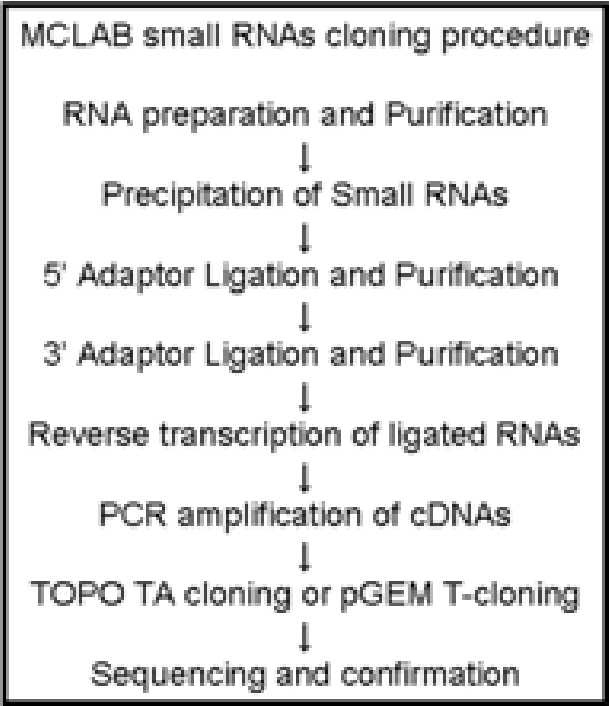 MCLAB small RNAs cloning procedure
RNA preparation and Purification
↓
Precipitation of Small RNAs
↓
5' Adaptor Ligation and Purification
↓
3' Adaptor Ligation and Purification
↓
Reverse transcription of ligated RNAs
↓
PCR amplification of cDNAs
↓
TOPO TA cloning or pGEM T-cloning
↓
Sequencing and confirmation